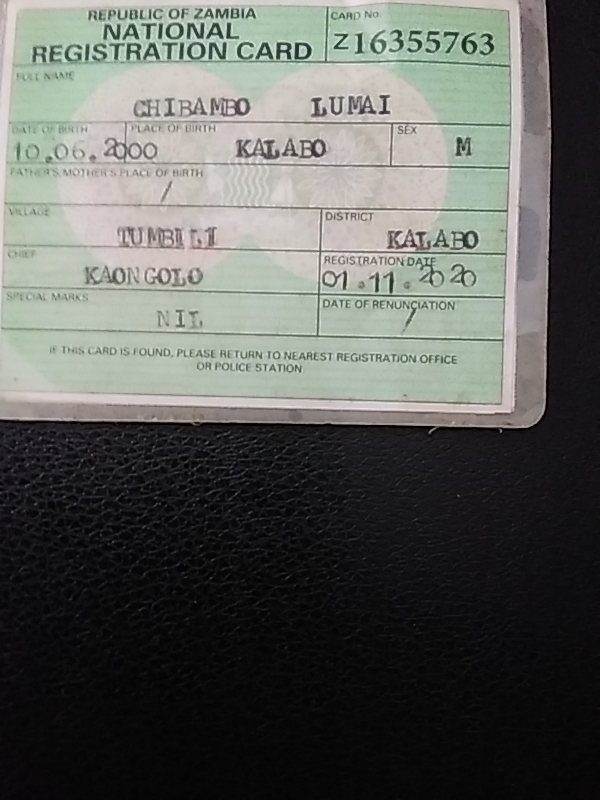 REPUBLIC OF ZAMBIA
NATIONAL
REGISTRATION CARD
CARD No.
Z16355763
FULL NAME
CHIBAMBO LUMAI
DATE OF BIRTH PLACE OF BIRTH SEX
10.06.2000 KALABO M
FATHER'S/MOTHER'S PLACE OF BIRTH
/
VILLAGE DISTRICT
TUMBILI KALABO
CHIEF REGISTRATION DATE
KAONGOLO 01.11.2020
SPECIAL MARKS DATE OF RENUNCIATION
NIL /
IF THIS CARD IS FOUND, PLEASE RETURN TO NEAREST REGISTRATION OFFICE
OR POLICE STATION